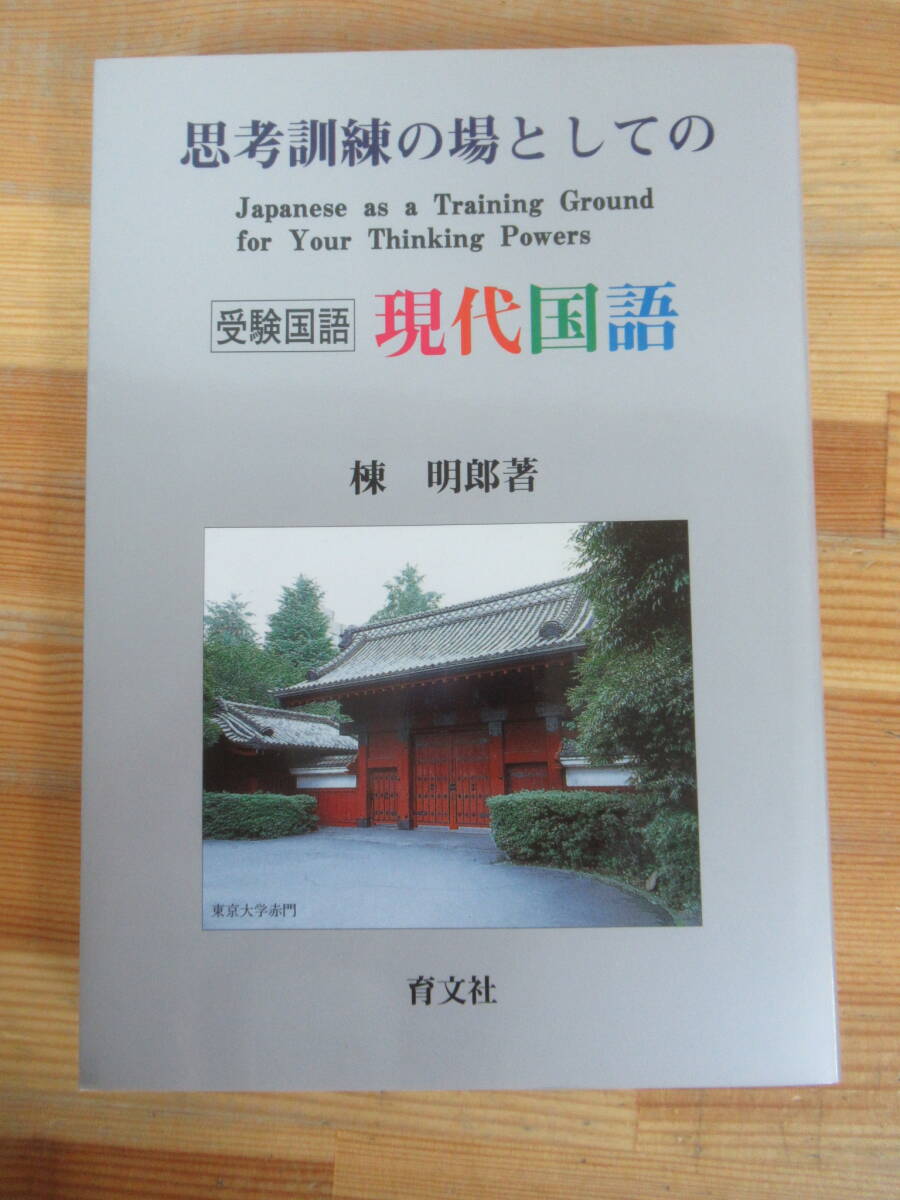 思考訓練の場としての
Japanese as a Training Ground
for Your Thinking Powers
受験国語 現代国語
棟 明郎著
東京大学赤門
育文社